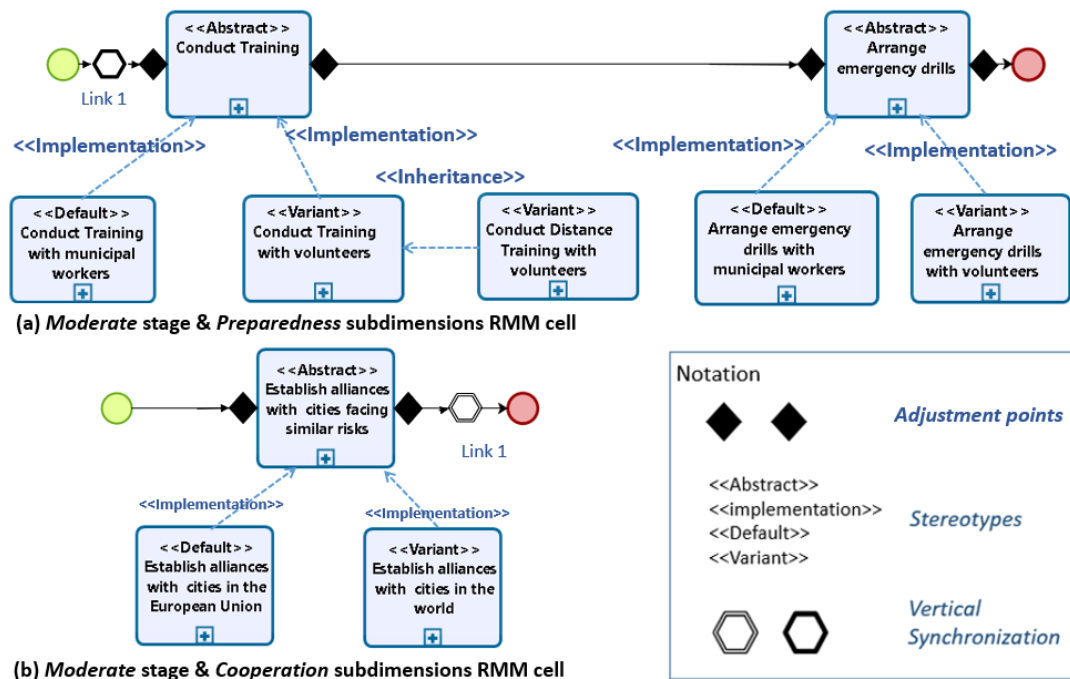 <<Abstract>>
Conduct Training
<<Abstract>>
Arrange
emergency drills
Link 1
<<Implementation>>
<<Implementation>>
<<Implementation>>
<<Implementation>>
<<Inheritance>>
<<Default>>
Conduct Training
with municipal
workers
<<Variant>>
Conduct Training
with volunteers
<<Variant>>
Conduct Distance
Training with
volunteers
<<Default>>
Arrange emergency
drills with
municipal workers
<<Variant>>
Arrange
emergency drills
with volunteers
(a) Moderate stage & Preparedness subdimensions RMM cell
<<Abstract>>
Establish alliances
with cities facing
similar risks
Link 1
<<Implementation>>
<<Implementation>>
<<Default>>
Establish alliances
with cities in the
European Union
<<Variant>>
Establish alliances
with cities in the
world
(b) Moderate stage & Cooperation subdimensions RMM cell
Notation
Adjustment points
<<Abstract>>
<<implementation>>
<<Default>>
<<Variant>>
Stereotypes
Vertical
Synchronization